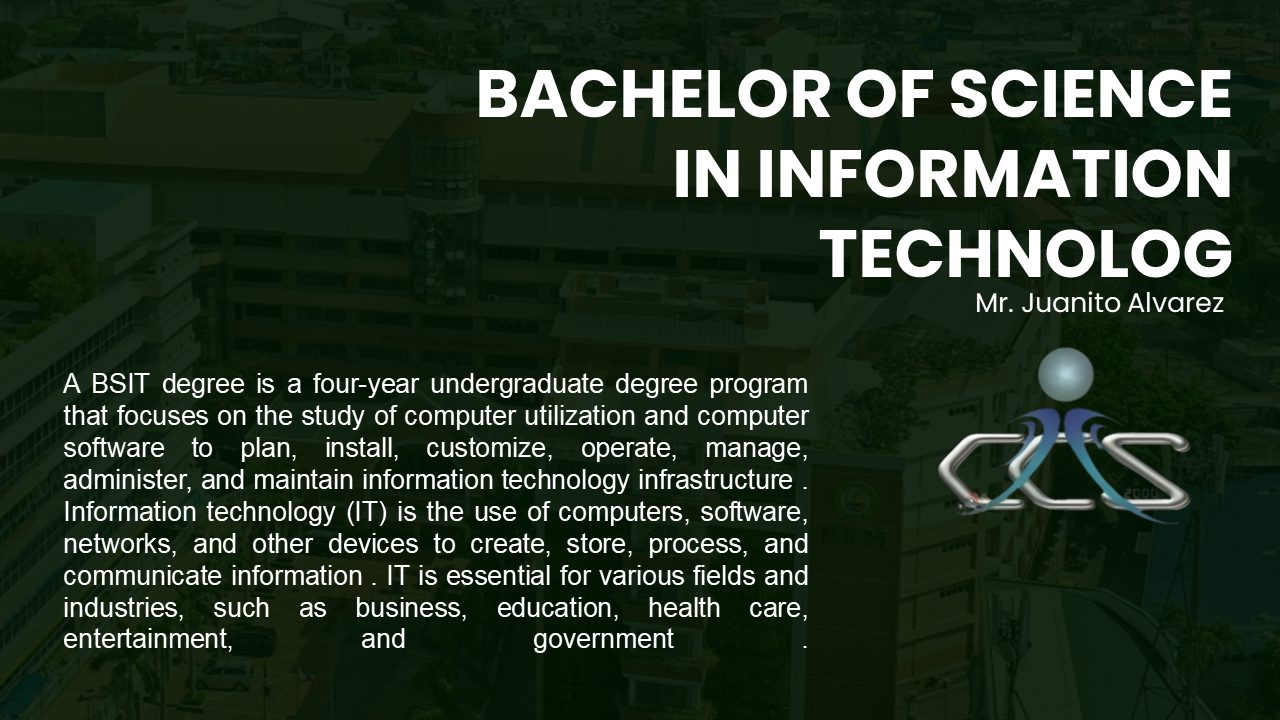 BACHELOR OF SCIENCE
IN INFORMATION
TECHNOLOG
Mr. Juanito Alvarez
A BSIT degree is a four-year undergraduate degree program
that focuses on the study of computer utilization and computer
software to plan, install, customize, operate, manage,
administer, and maintain information technology infrastructure .
Information technology (IT) is the use of computers, software,
networks, and other devices to create, store, process, and
communicate information . IT is essential for various fields and
industries, such as business, education, health care,
entertainment, and government .
CCS
2000